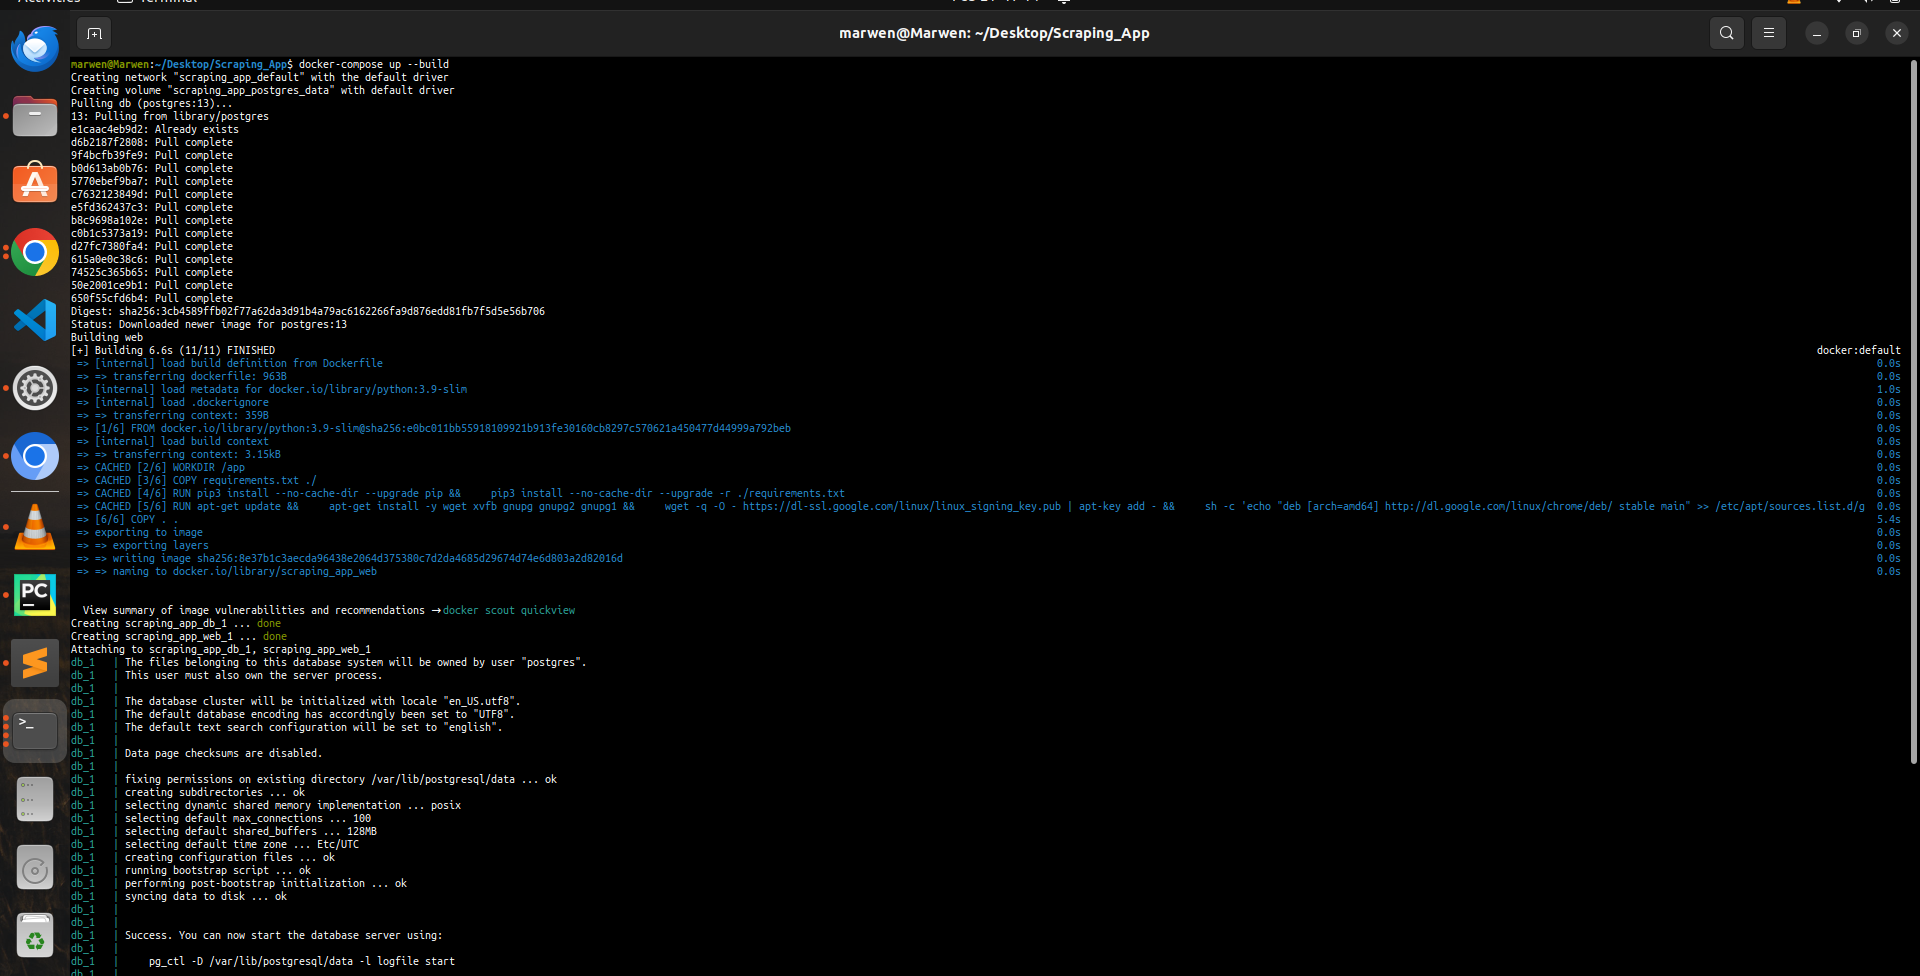 marwen@Marwen: ~/Desktop/Scraping_App
marwen@Marwen:~/Desktop/Scraping_App$ docker-compose up --build
Creating network "scraping_app_default" with the default driver
Creating volume "scraping_app_postgres_data" with default driver
Pulling db (postgres:13)...
13: Pulling from library/postgres
e1caac4eb9d2: Already exists
d6b2187f2808: Pull complete
9f4bcfb39fe9: Pull complete
b0d613ab0b76: Pull complete
5770ebef9ba7: Pull complete
c7632123849d: Pull complete
e5fd362437c3: Pull complete
b8c9698a102e: Pull complete
c0b1c5373a19: Pull complete
d27fc7380fa4: Pull complete
615a0e0c38c6: Pull complete
74525c365b65: Pull complete
50e2001ce9b1: Pull complete
650f55cfd6b4: Pull complete
Digest: sha256:3cb4589ffb02f77a62da3d91b4a79ac6162266fa9d876edd81fb7f5d5e56b706
Status: Downloaded newer image for postgres:13
Building web
[+] Building 6.6s (11/11) FINISHED docker:default
=> [internal] load build definition from Dockerfile 0.0s
=> => transferring dockerfile: 963B 0.0s
=> [internal] load metadata for docker.io/library/python:3.9-slim 1.0s
=> [internal] load .dockerignore 0.0s
=> => transferring context: 359B 0.0s
=> [1/6] FROM docker.io/library/python:3.9-slim@sha256:e0bc011bb55918109921b913fe30160cb8297c570621a450477d44999a792beb 0.0s
=> [internal] load build context 0.0s
=> => transferring context: 3.15kB 0.0s
=> CACHED [2/6] WORKDIR /app 0.0s
=> CACHED [3/6] COPY requirements.txt ./ 0.0s
=> CACHED [4/6] RUN pip3 install --no-cache-dir --upgrade pip && pip3 install --no-cache-dir --upgrade -r ./requirements.txt 0.0s
=> CACHED [5/6] RUN apt-get update && apt-get install -y wget xvfb gnupg gnupg2 gnupg1 && wget -q -O - https://dl-ssl.google.com/linux/linux_signing_key.pub | apt-key add - && sh -c 'echo "deb [arch=amd64] http://dl.google.com/linux/chrome/deb/ stable main" >> /etc/apt/sources.list.d/g 0.0s
=> [6/6] COPY . . 5.4s
=> exporting to image 0.0s
=> => exporting layers 0.0s
=> => writing image sha256:8e37b1c3aecda96438e2064d375380c7d2da4685d29674d74e6d803a2d82016d 0.0s
=> => naming to docker.io/library/scraping_app_web 0.0s
View summary of image vulnerabilities and recommendations → docker scout quickview
Creating scraping_app_db_1 ... done
Creating scraping_app_web_1 ... done
Attaching to scraping_app_db_1, scraping_app_web_1
db_1 | The files belonging to this database system will be owned by user "postgres".
db_1 | This user must also own the server process.
db_1 |
db_1 | The database cluster will be initialized with locale "en_US.utf8".
db_1 | The default database encoding has accordingly been set to "UTF8".
db_1 | The default text search configuration will be set to "english".
db_1 |
db_1 | Data page checksums are disabled.
db_1 |
db_1 | fixing permissions on existing directory /var/lib/postgresql/data ... ok
db_1 | creating subdirectories ... ok
db_1 | selecting dynamic shared memory implementation ... posix
db_1 | selecting default max_connections ... 100
db_1 | selecting default shared_buffers ... 128MB
db_1 | selecting default time zone ... Etc/UTC
db_1 | creating configuration files ... ok
db_1 | running bootstrap script ... ok
db_1 | performing post-bootstrap initialization ... ok
db_1 | syncing data to disk ... ok
db_1 |
db_1 |
db_1 | Success. You can now start the database server using:
db_1 |
db_1 | pg_ctl -D /var/lib/postgresql/data -l logfile start
db_1 |
PC